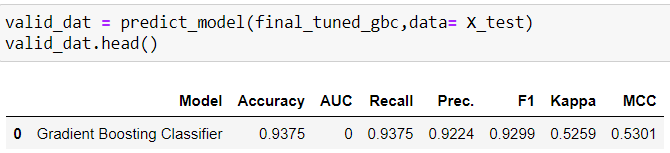 valid_dat = predict_model(final_tuned_gbc,data= X_test)
valid_dat.head()
Model Accuracy AUC Recall Prec. F1 Kappa MCC
0 Gradient Boosting Classifier 0.9375 0 0.9375 0.9224 0.9299 0.5259 0.5301